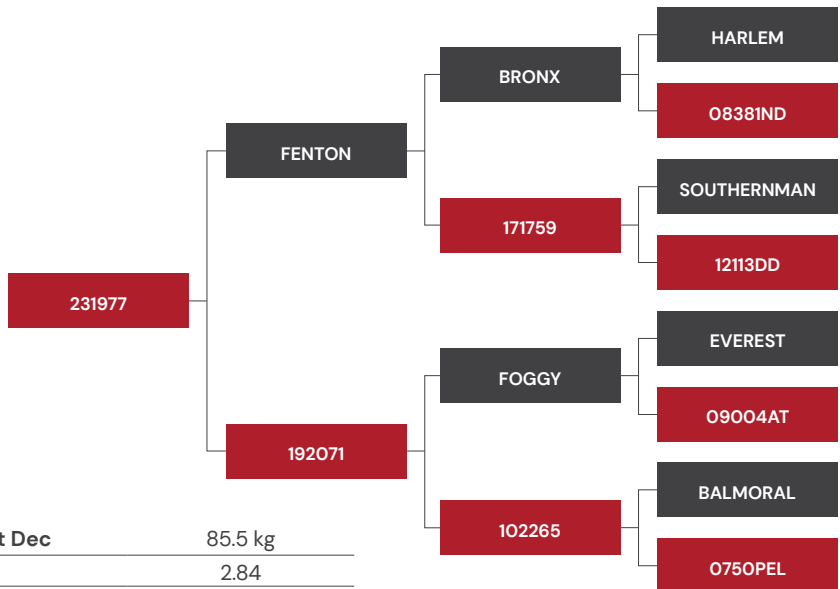 HARLEM
BRONX
08381ND
FENTON
SOUTHERNMAN
171759
12113DD
231977
EVEREST
FOGGY
09004AT
192071
BALMORAL
102265
t Dec 85.5 kg
0750PEL
2.84